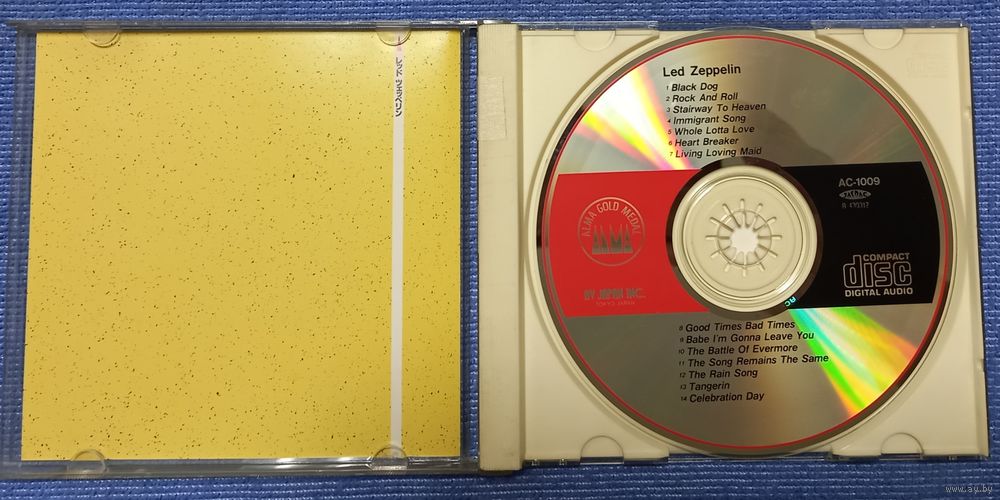 レッド ツェッペリン
Led Zeppelin
1 Black Dog
2 Rock And Roll
3 Stairway To Heaven
4 Immigrant Song
5 Whole Lotta Love
6 Heart Breaker
7 Living Loving Maid
ALMA GOLD MEDAL
BY JAPAN INC.
AC-1009
COMPACT
disc
DIGITAL AUDIO
AC
8 Good Times Bad Times
9 Babe I'm Gonna Leave You
10 The Battle Of Evermore
11 The Song Remains The Same
12 The Rain Song
13 Tangerin
14 Celebration Day
www.ay.by